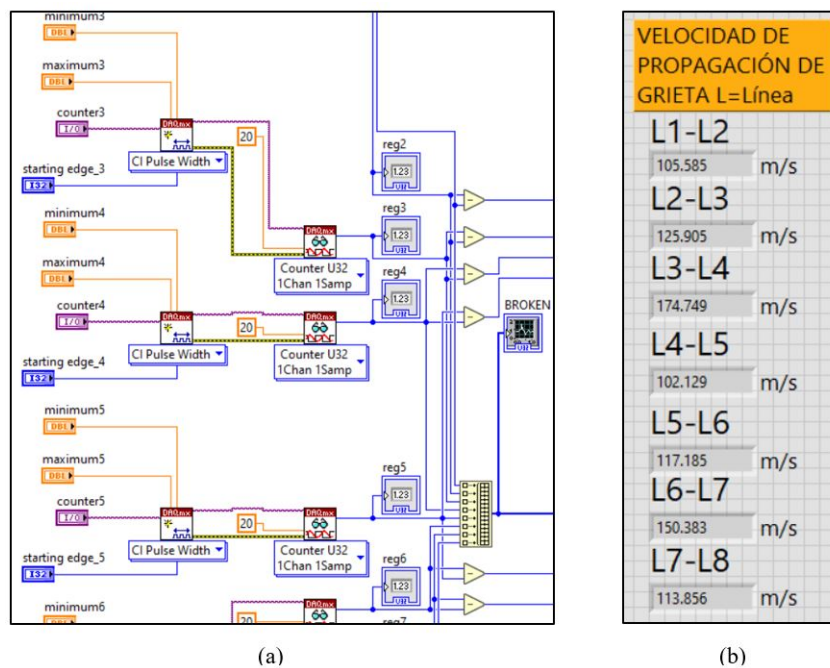 minimum3
DBL
maximum3
DBL
counter3
I/O
DAQmx
CI Pulse Width
starting edge_3
I32
20
DAQmx
Counter U32
1Chan 1Samp
reg2
1.23
reg3
1.23
minimum4
DBL
maximum4
DBL
counter4
I/O
DAQmx
CI Pulse Width
starting edge_4
I32
20
DAQmx
Counter U32
1Chan 1Samp
reg4
1.23
BROKEN
minimum5
DBL
maximum5
DBL
counter5
I/O
DAQmx
CI Pulse Width
starting edge_5
I32
20
DAQmx
Counter U32
1Chan 1Samp
reg5
1.23
reg6
1.23
minimum6
20
DAQmx
reg7
(a)
VELOCIDAD DE
PROPAGACIÓN DE
GRIETA L=Línea
L1-L2
105.585 m/s
L2-L3
125.905 m/s
L3-L4
174.749 m/s
L4-L5
102.129 m/s
L5-L6
117.185 m/s
L6-L7
150.383 m/s
L7-L8
113.856 m/s
(b)